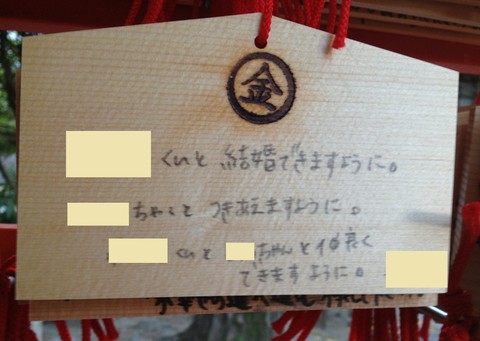 金
くんと 結婚できますように。
ちゃんと つきあえますように。
くんと ちゃんと仲良く
できますように。